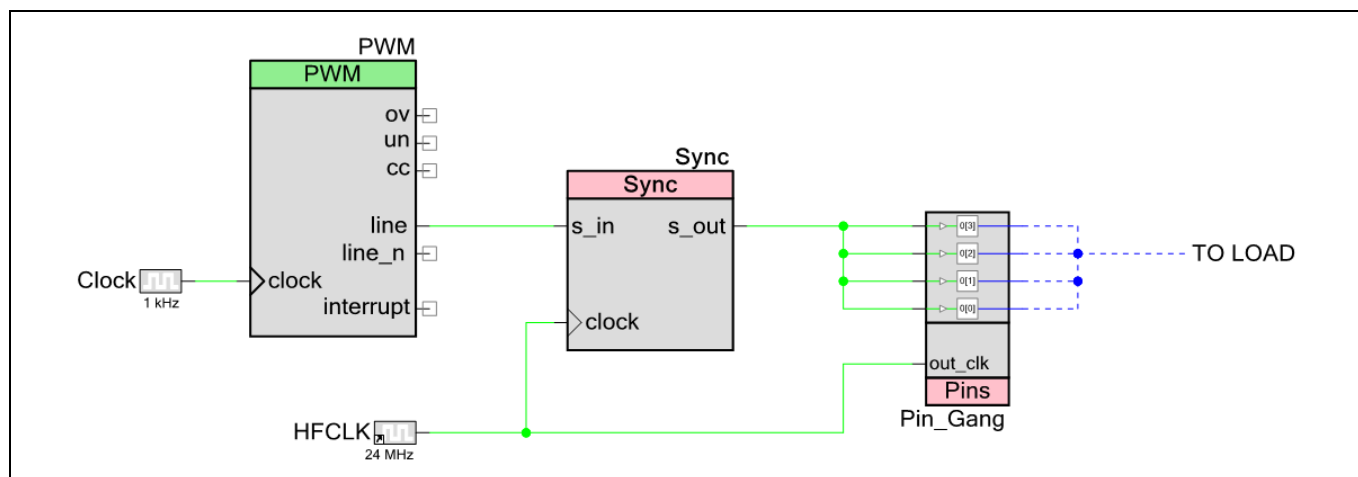 PWM
PWM
ov
un
cc
line
line_n
clock
interrupt
Clock
1 kHz
Sync
Sync
s_in
s_out
clock
HFCLK
24 MHz
0[3]
0[2]
0[1]
0[0]
out_clk
Pins
Pin_Gang
TO LOAD